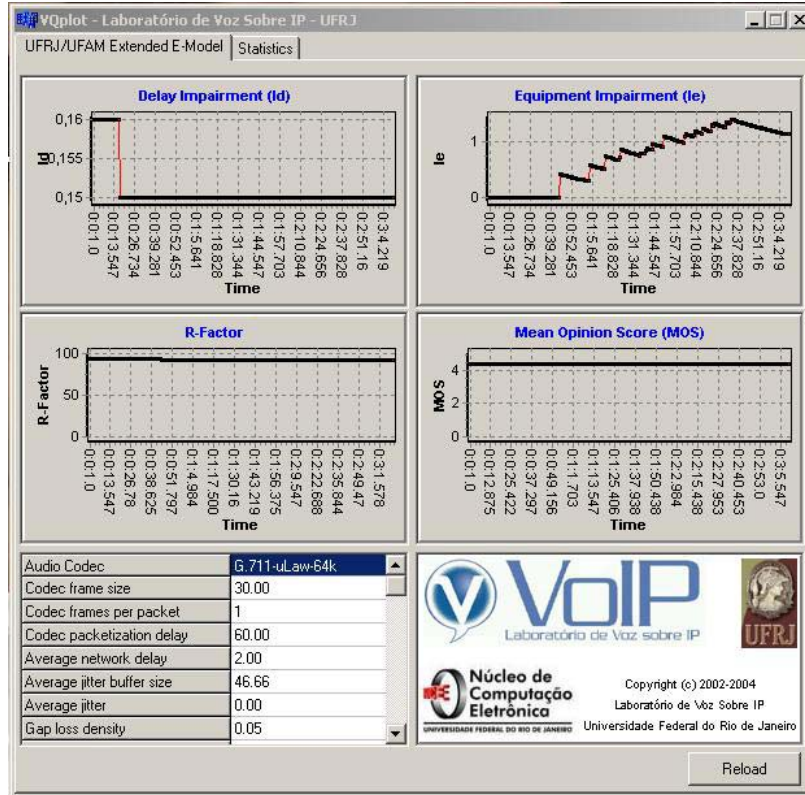 VQplot - Laboratório de Voz Sobre IP - UFRJ
UFRJ/UFAM Extended E-Model
Statistics
Delay Impairment (Id)
0,16
0,155
0,15
Id
0:0:1.0
0:0:13.547
0:0:26.734
0:0:39.281
0:0:52.453
0:1:5.641
0:1:18.828
0:1:31.344
0:1:44.547
0:1:57.703
0:2:10.844
0:2:24.656
0:2:37.828
0:2:51.16
0:3:4.219
Time
Equipment Impairment (Ie)
1
0
Ie
0:0:1.0
0:0:13.547
0:0:26.734
0:0:39.281
0:0:52.453
0:1:5.641
0:1:18.828
0:1:31.344
0:1:44.547
0:1:57.703
0:2:10.844
0:2:24.656
0:2:37.828
0:2:51.16
0:3:4.219
Time
R-Factor
100
50
0
R-Factor
0:0:1.0
0:0:13.547
0:0:26.78
0:0:38.625
0:0:51.797
0:1:4.984
0:1:17.500
0:1:30.16
0:1:43.219
0:1:56.375
0:2:9.547
0:2:22.688
0:2:35.844
0:2:49.47
0:3:1.578
Time
Mean Opinion Score (MOS)
4
2
0
MOS
0:0:1.0
0:0:12.875
0:0:25.422
0:0:37.297
0:0:49.156
0:1:1.703
0:1:13.547
0:1:25.406
0:1:37.938
0:1:50.438
0:2:2.984
0:2:15.438
0:2:27.953
0:2:40.453
0:2:53.0
0:3:5.547
Time
Audio Codec G.711-uLaw-64k
Codec frame size 30.00
Codec frames per packet 1
Codec packetization delay 60.00
Average network delay 2.00
Average jitter buffer size 46.66
Average jitter 0.00
Gap loss density 0.05
VoIP
Laboratório de Voz sobre IP
UFRJ
Núcleo de
Computação
Eletrônica
UNIVERSIDADE FEDERAL DO RIO DE JANEIRO
Copyright (c) 2002-2004
Laboratório de Voz Sobre IP
Universidade Federal do Rio de Janeiro
Reload